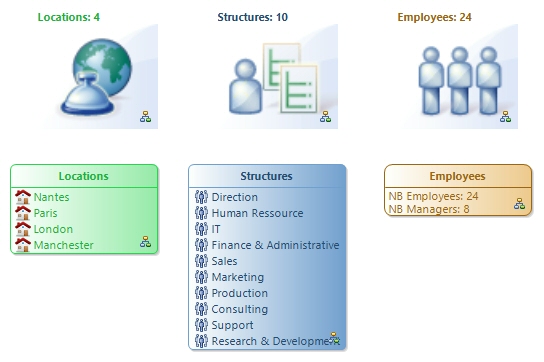 Locations: 4
Structures: 10
Employees: 24
Locations
Nantes
Paris
London
Manchester
Structures
Direction
Human Ressource
IT
Finance & Administrative
Sales
Marketing
Production
Consulting
Support
Research & Developme
Employees
NB Employees: 24
NB Managers: 8